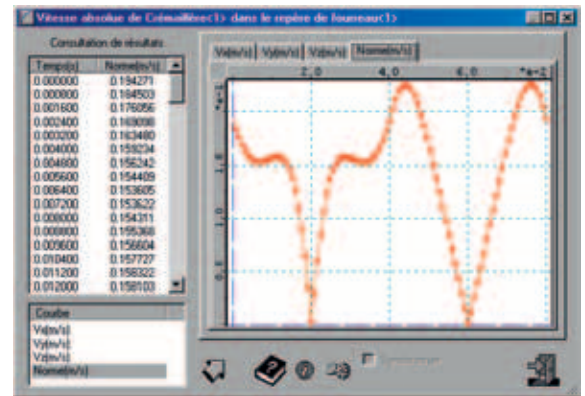 Vitesse absolue de Crémaillère<1> dans le repère de fourreau<1>
Consultation de résultats
Temps(s) Norme(m/s)
0.000000 0.194271
0.000800 0.184503
0.001600 0.176056
0.002400 0.169098
0.003200 0.163480
0.004000 0.159234
0.004800 0.156242
0.005600 0.154409
0.006400 0.153605
0.007200 0.153622
0.008000 0.154311
0.008800 0.155368
0.009600 0.156604
0.010400 0.157727
0.011200 0.158322
0.012000 0.158103
Courbe
Vx(m/s)
Vy(m/s)
Vz(m/s)
Norme(m/s)
Vx(m/s) Vy(m/s) Vz(m/s) Norme(m/s)
2,0 4,0 6,0 *e-2
*e-1
1,0